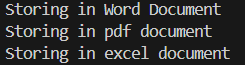 Storing in Word Document
Storing in pdf document
Storing in excel document